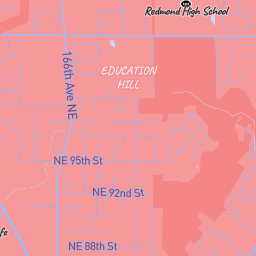 Redmond High School
166th Ave NE
EDUCATION
HILL
NE 95th St
NE 92nd St
fe
NE 88th St